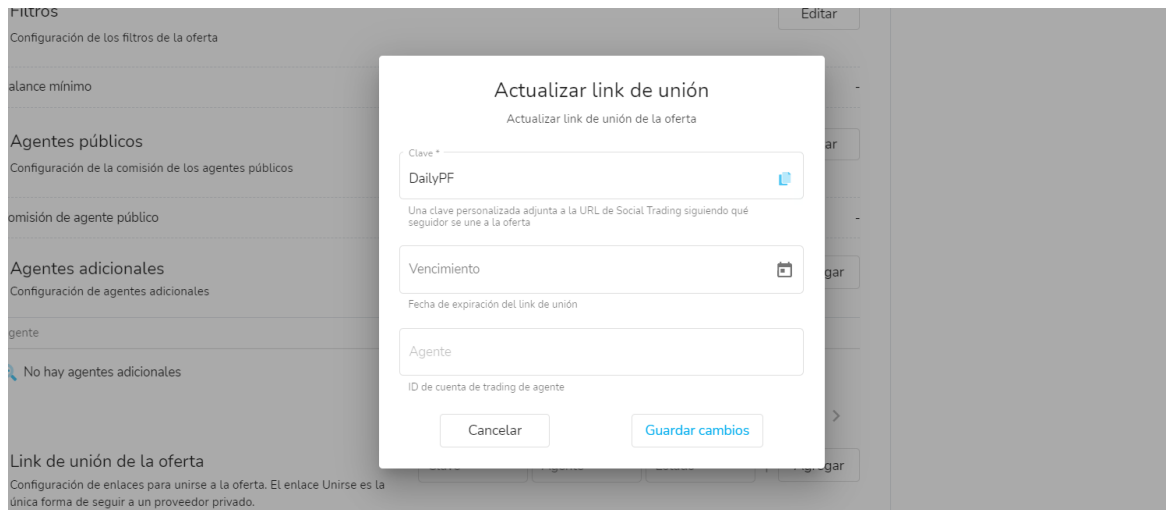 Filtros
Editar
Configuración de los filtros de la oferta
alance mínimo
-
Agentes públicos
ar
Configuración de la comisión de los agentes públicos
omisión de agente público
-
Agentes adicionales
gar
Configuración de agentes adicionales
gente
No hay agentes adicionales
Link de unión de la oferta
gar
Configuración de enlaces para unirse a la oferta. El enlace Unirse es la
única forma de seguir a un proveedor privado.
Actualizar link de unión
Actualizar link de unión de la oferta
Clave *
DailyPF
Una clave personalizada adjunta a la URL de Social Trading siguiendo qué
seguidor se une a la oferta
Vencimiento
Fecha de expiración del link de unión
Agente
ID de cuenta de trading de agente
Cancelar
Guardar cambios